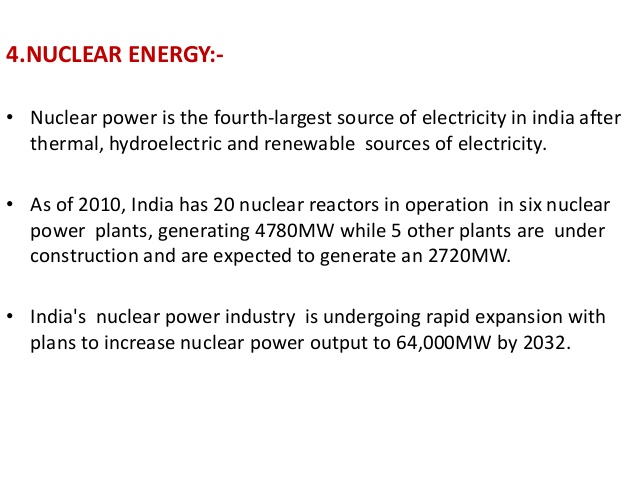 4.NUCLEAR ENERGY:-
• Nuclear power is the fourth-largest source of electricity in india after
thermal, hydroelectric and renewable  sources of electricity.
• As of 2010, India has 20 nuclear reactors in operation  in six nuclear
power  plants, generating 4780MW while 5 other plants are  under
construction and are expected to generate an 2720MW.
• India's  nuclear power industry  is undergoing rapid expansion with
plans to increase nuclear power output to 64,000MW by 2032.